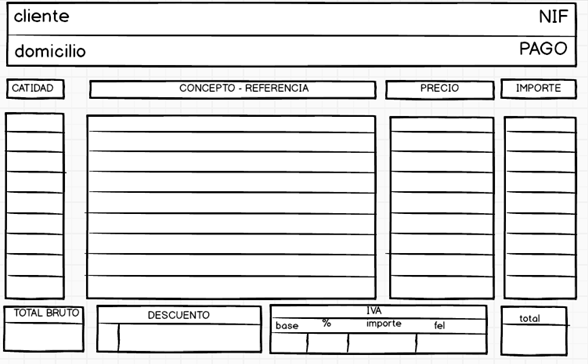 cliente NIF
domicilio PAGO
CATIDAD CONCEPTO - REFERENCIA PRECIO IMPORTE
TOTAL BRUTO DESCUENTO IVA total
base % importe fel